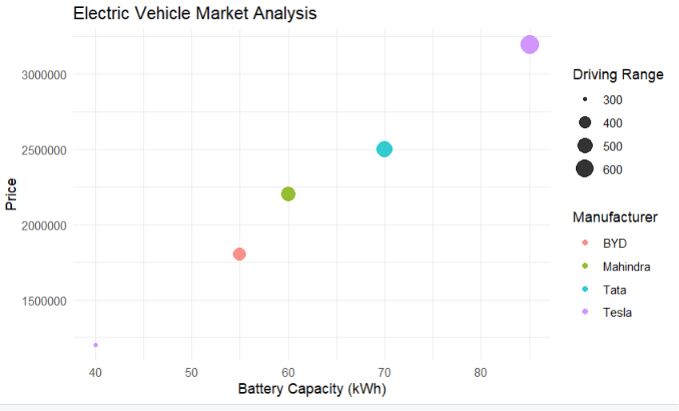 Electric Vehicle Market Analysis
Price
3000000
2500000
2000000
1500000
40 50 60 70 80
Battery Capacity (kWh)
Driving Range
300
400
500
600
Manufacturer
BYD
Mahindra
Tata
Tesla